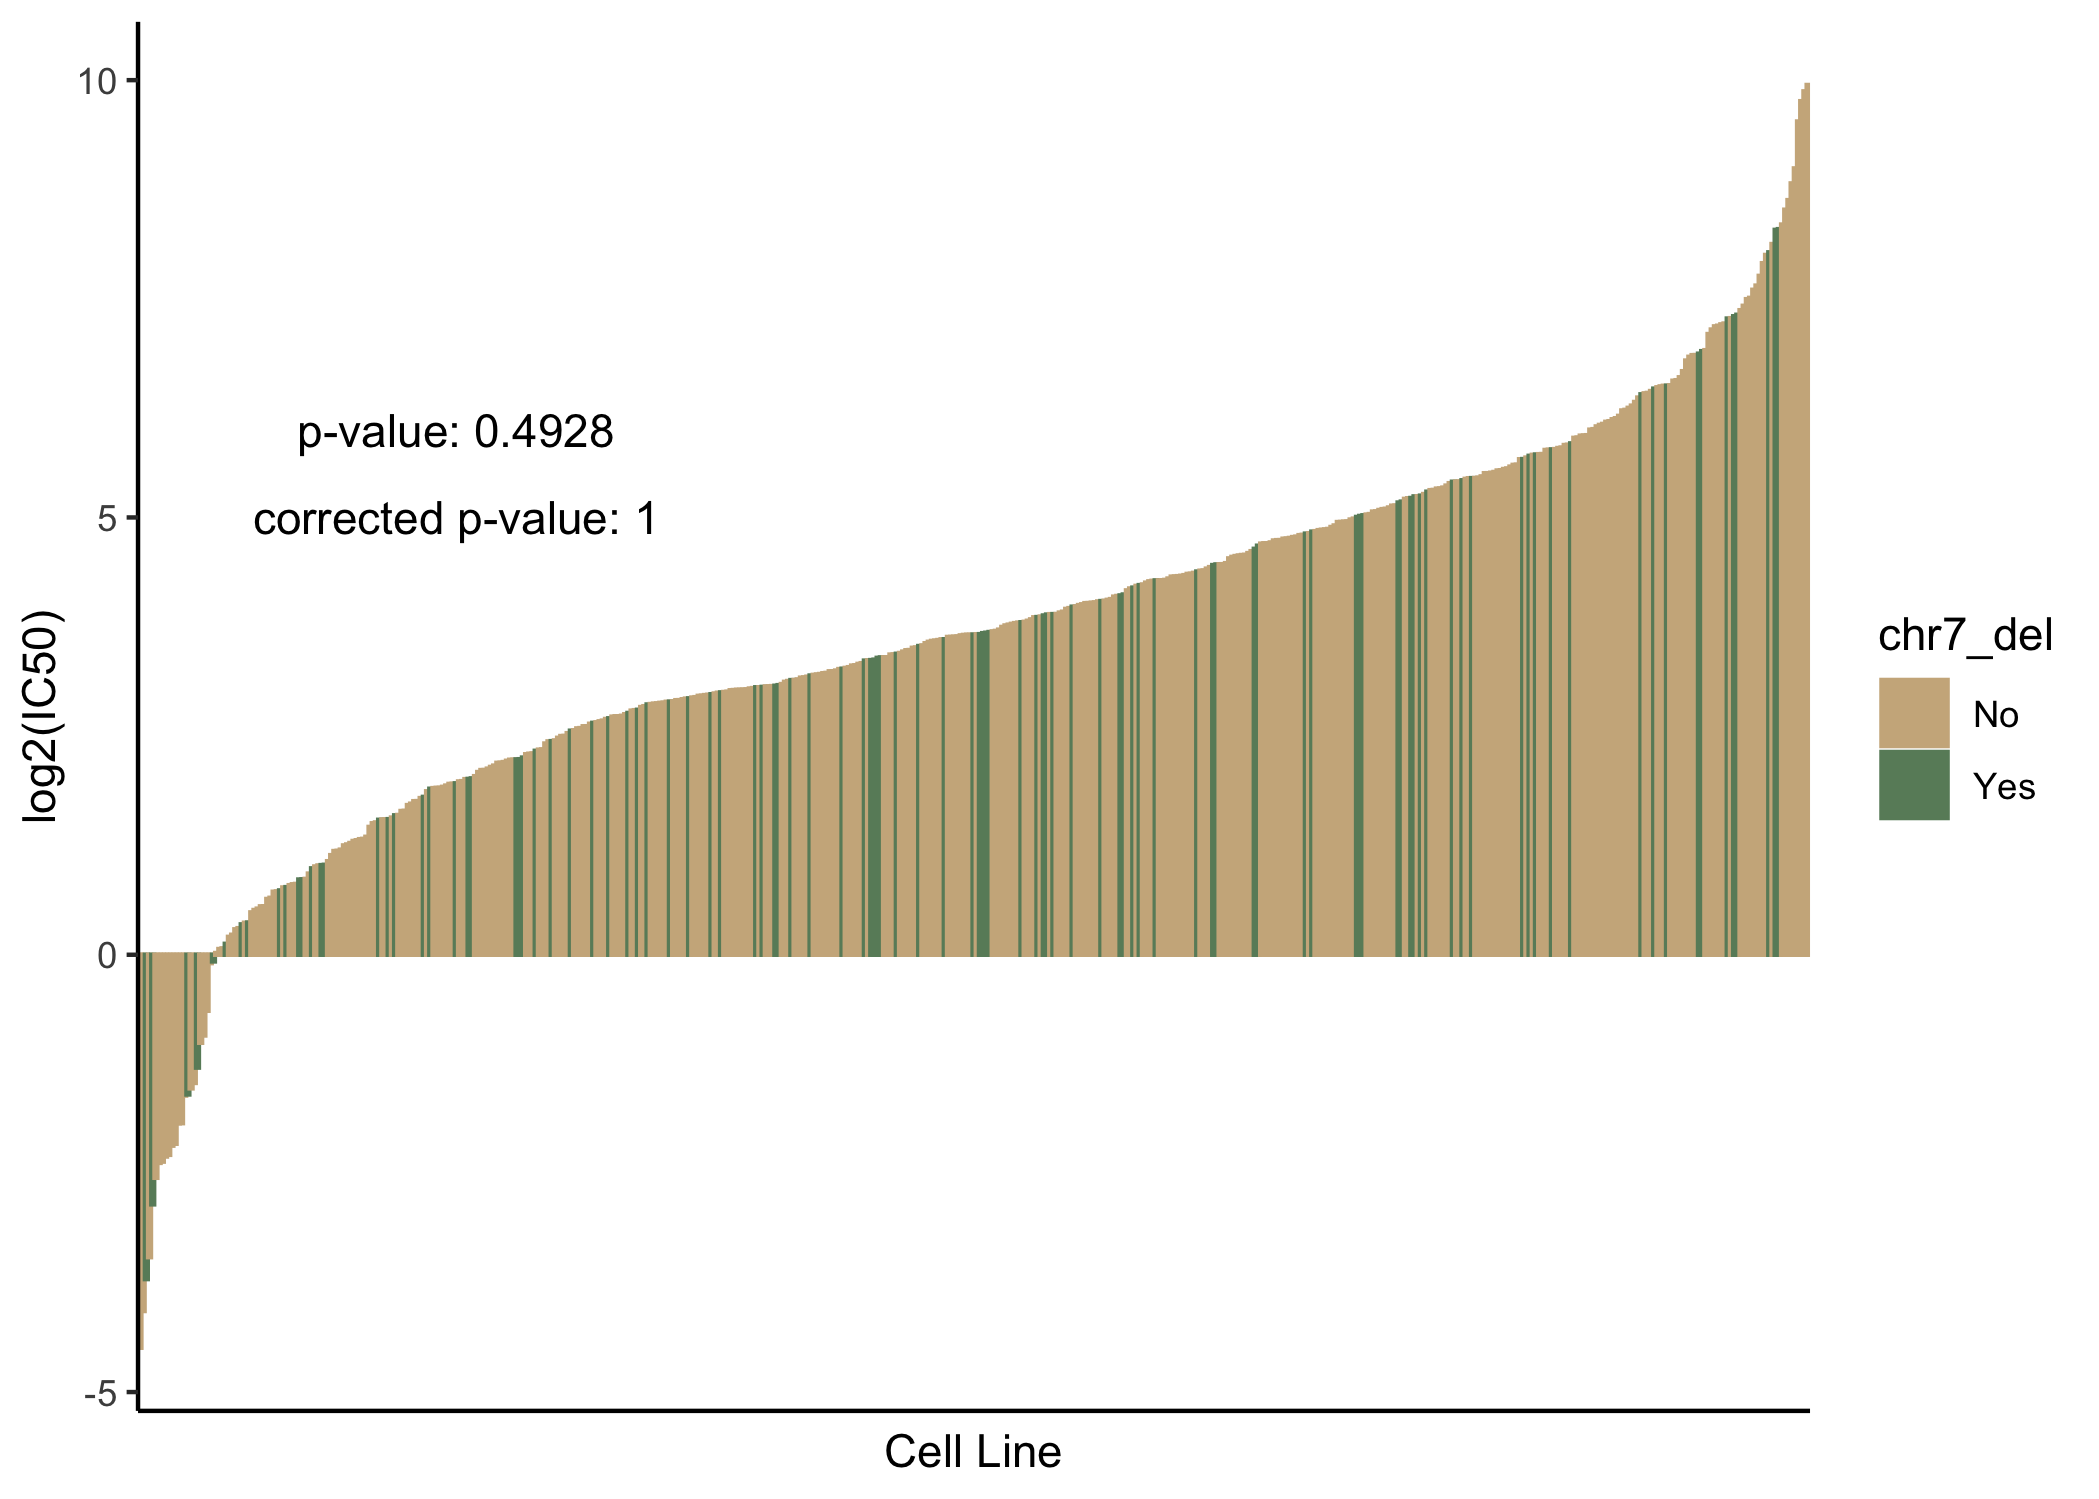 10
5
0
-5
log2(IC50)
p-value: 0.4928
corrected p-value: 1
Cell Line
chr7_del
No
Yes